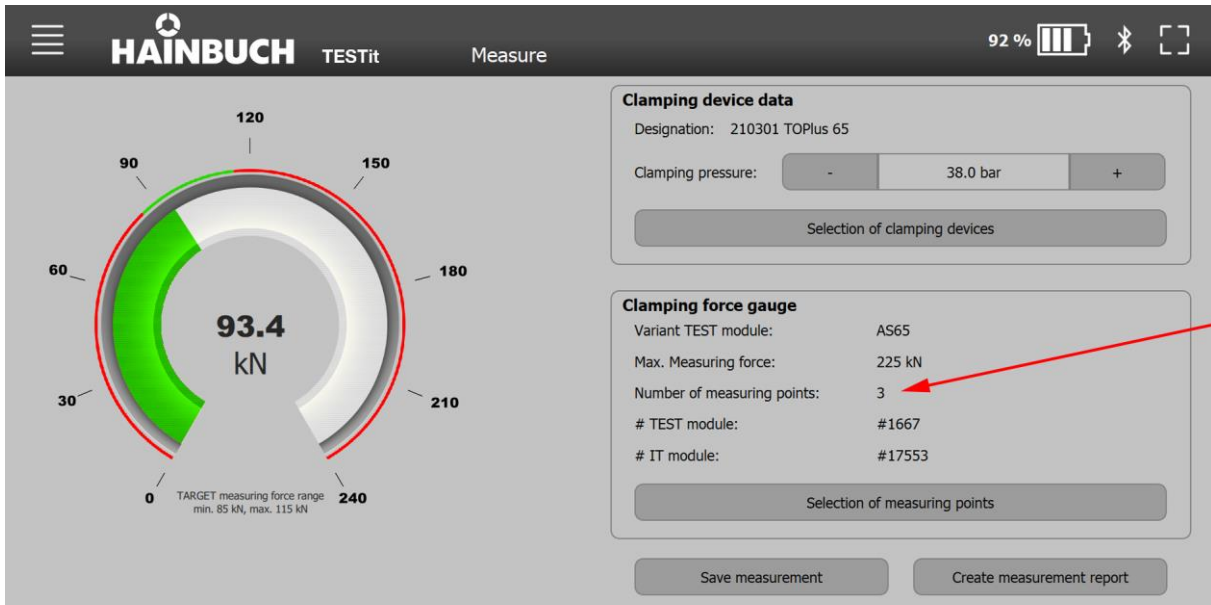 HAINBUCH TESTit Measure 92 %
120
90 150
60 180
93.4
kN
30 210
0 240
TARGET measuring force range
min. 85 kN, max. 115 kN
Clamping device data
Designation: 210301 TOPlus 65
Clamping pressure: - 38.0 bar +
Selection of clamping devices
Clamping force gauge
Variant TEST module: AS65
Max. Measuring force: 225 kN
Number of measuring points: 3
# TEST module: #1667
# IT module: #17553
Selection of measuring points
Save measurement Create measurement report